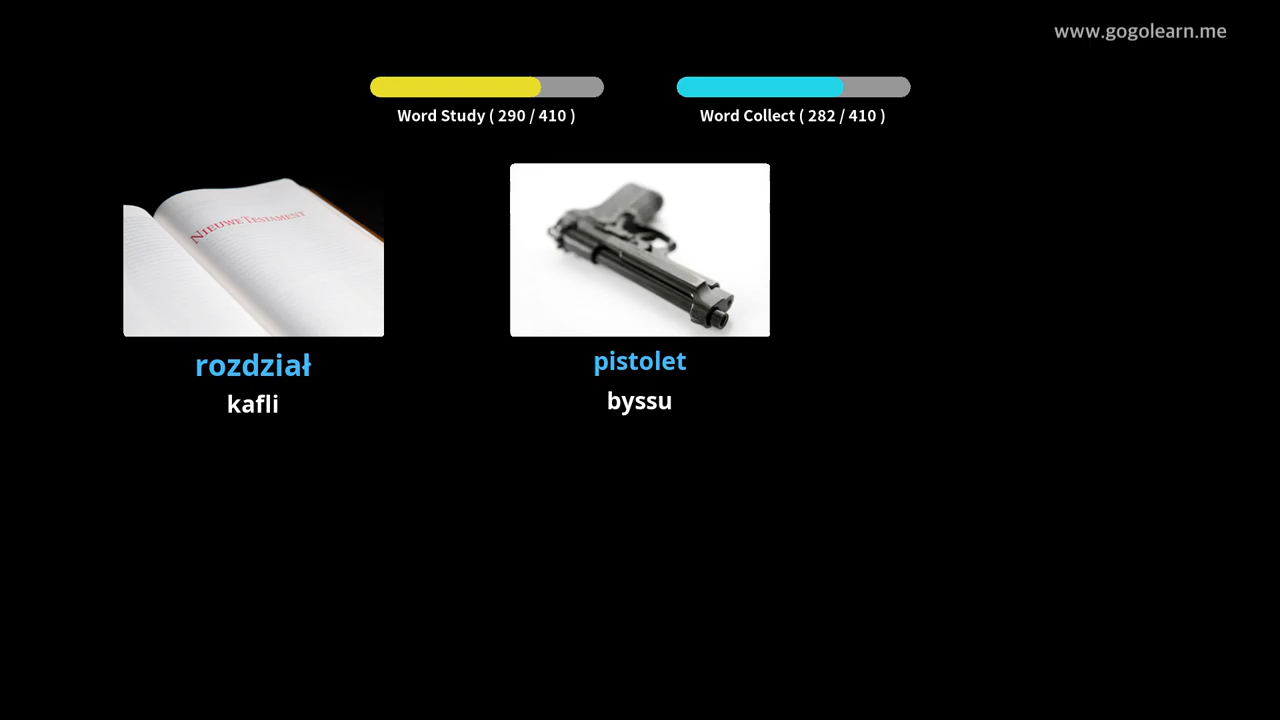 www.gogolearn.me
Word Study ( 290 / 410 )
Word Collect ( 282 / 410 )
NIEUWE TESTAMENT
rozdział
kafli
pistolet
byssu